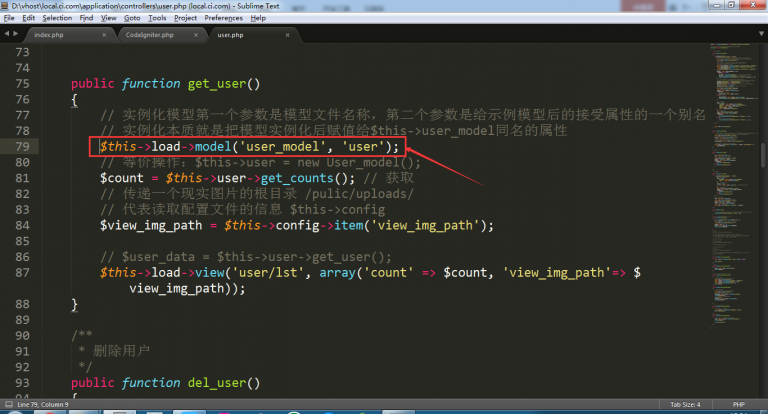 D:\vhost\local.ci.com\application\controllers\user.php (local.ci.com) - Sublime Text
File Edit Selection Find View Goto Tools Project Preferences Help
index.php CodeIgniter.php user.php
73
74
75 public function get_user()
76 {
77 // 实例化模型第一个参数是模型文件名称，第二个参数是给示例模型后的接受属性的一个别名
78 // 实例化本质就是把模型实例化后赋值给$this->user_model同名的属性
79 $this->load->model('user_model', 'user');
80 // 等价操作：$this->user = new User_model();
81 $count = $this->user->get_counts(); // 获取
82 // 传递一个现实图片的根目录 /pulic/uploads/
83 // 代表读取配置文件的信息 $this->config
84 $view_img_path = $this->config->item('view_img_path');
85
86 // $user_data = $this->user->get_user();
87 $this->load->view('user/lst', array('count' => $count, 'view_img_path'=> $
view_img_path));
88 }
89
90 /**
91 * 删除用户
92 */
93 public function del_user()
Line 79, Column 9 Tab Size: 4 PHP